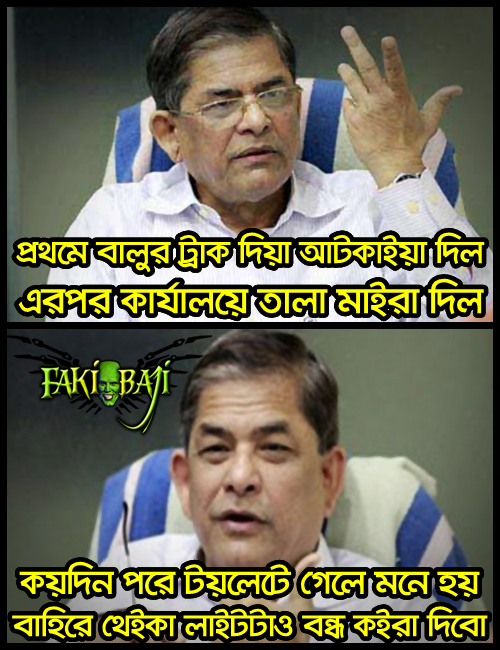 প্রথমে বালুর ট্রাক দিয়া আটকাইয়া দিল
এরপর কার্যালয়ে তালা মাইরা দিল
FAKIBAJI
কয়দিন পরে টয়লেটে গেলে মনে হয়
বাহিরে থেইকা লাইটটাও বন্ধ কইরা দিবো